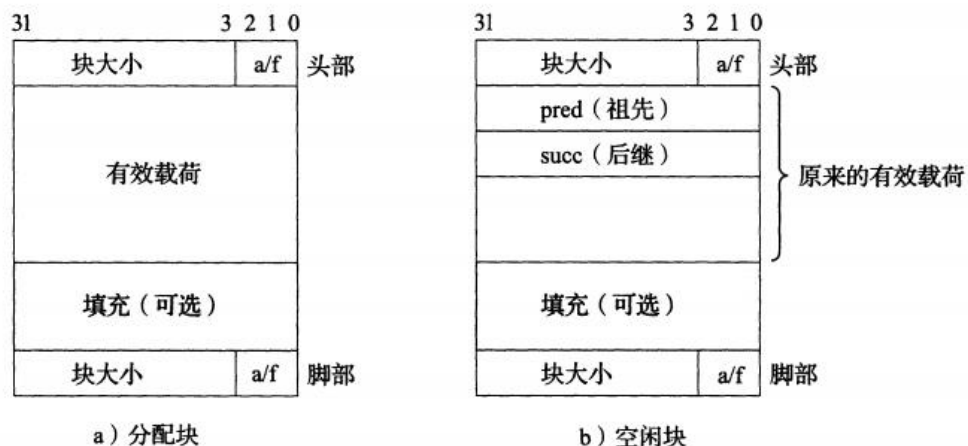 31 3 2 1 0
块大小 a/f 头部
有效载荷
填充（可选）
块大小 a/f 脚部
a）分配块
31 3 2 1 0
块大小 a/f 头部
pred（祖先）
succ（后继）
原来的有效载荷
填充（可选）
块大小 a/f 脚部
b）空闲块